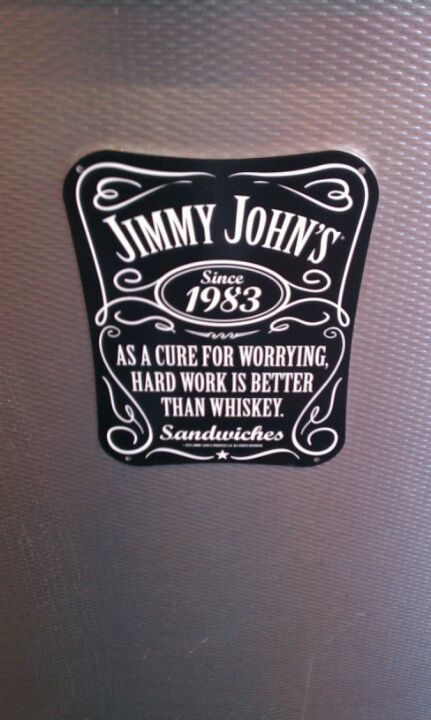 JIMMY JOHN'S
Since
1983
AS A CURE FOR WORRYING,
HARD WORK IS BETTER
THAN WHISKEY.
Sandwiches